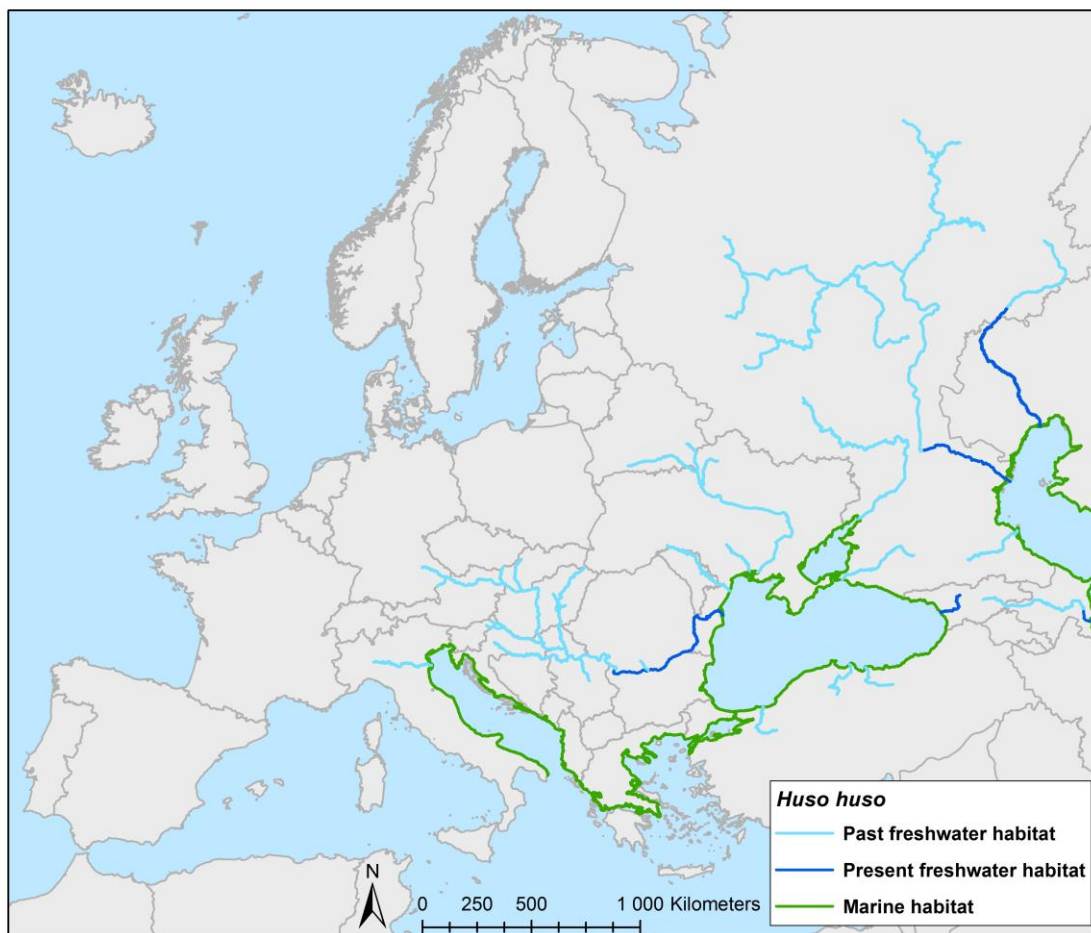 N
0 250 500 1 000 Kilometers
Huso huso
Past freshwater habitat
Present freshwater habitat
Marine habitat